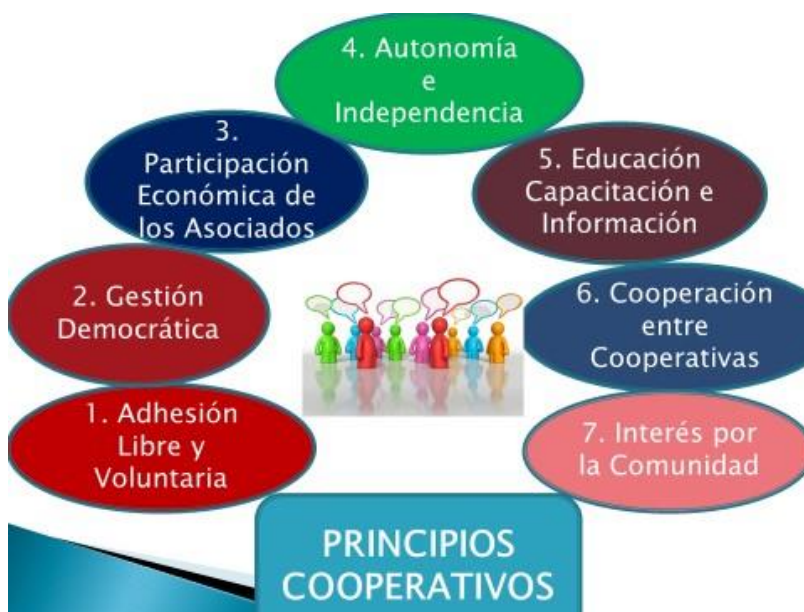 4. Autonomía
e
Independencia
3.
Participación
Económica de
los Asociados
5. Educación
Capacitación e
Información
2. Gestión
Democrática
6. Cooperación
entre
Cooperativas
1. Adhesión
Libre y
Voluntaria
7. Interés por
la Comunidad
PRINCIPIOS
COOPERATIVOS